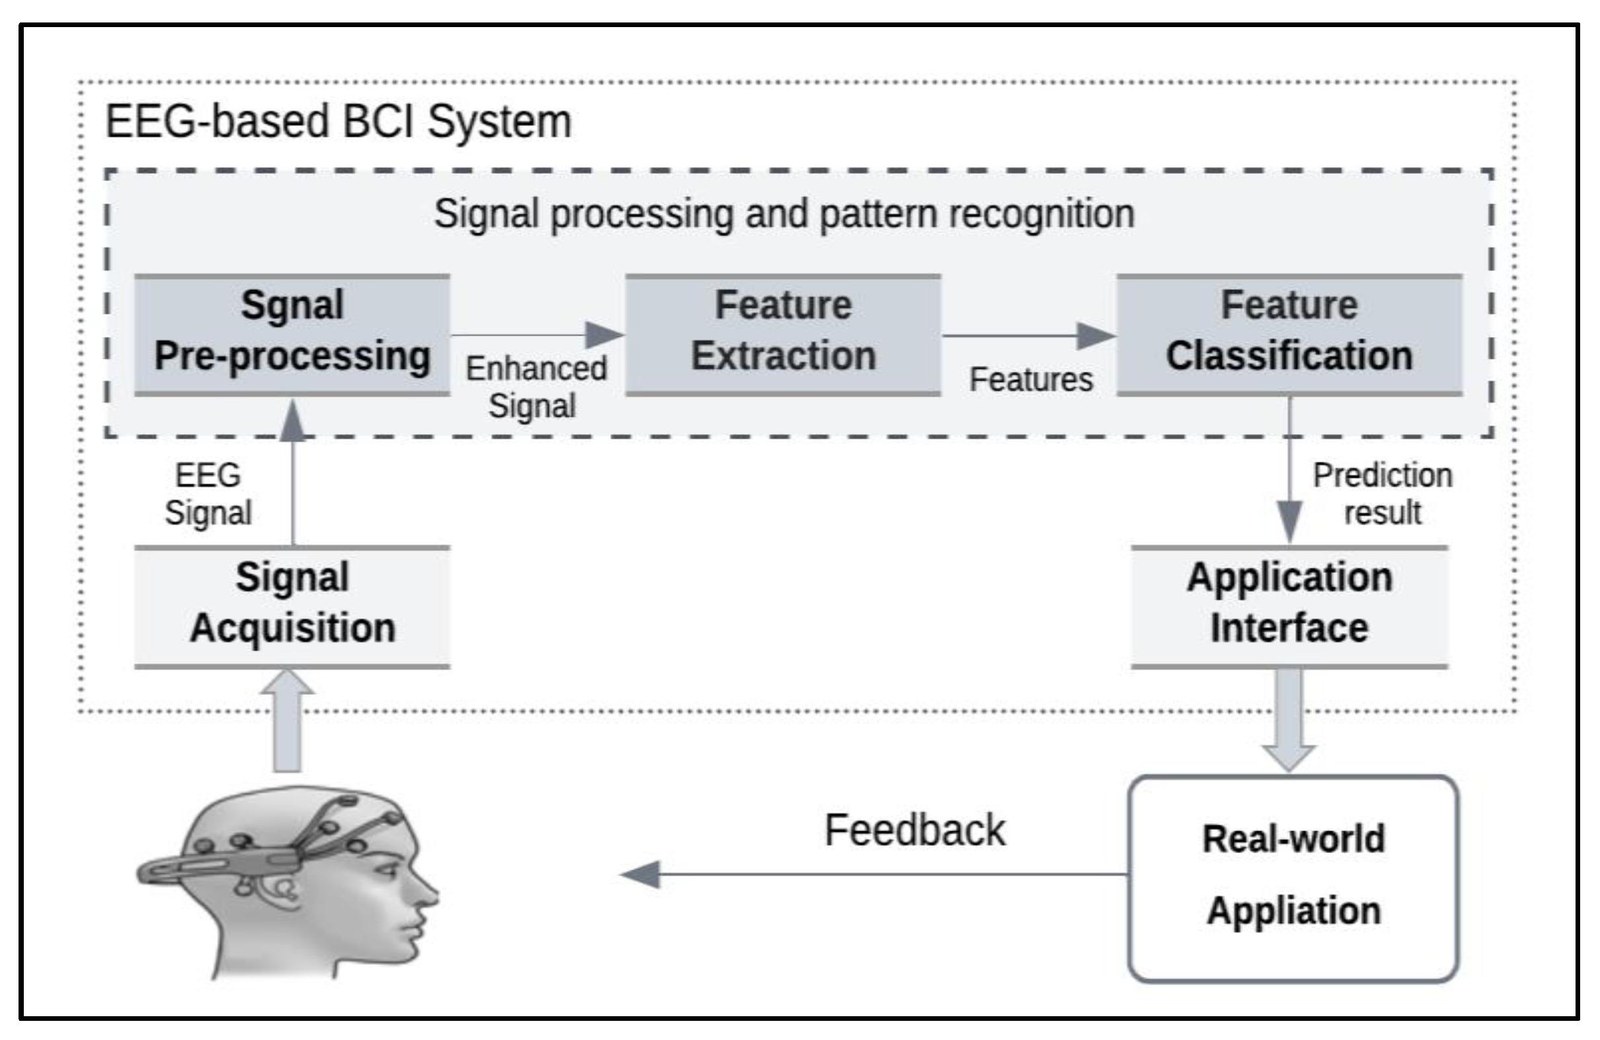 EEG-based BCI System
Signal processing and pattern recognition
Sgnal
Pre-processing
Enhanced
Signal
Feature
Extraction
Features
Feature
Classification
EEG
Signal
Prediction
result
Signal
Acquisition
Application
Interface
Feedback
Real-world
Appliation